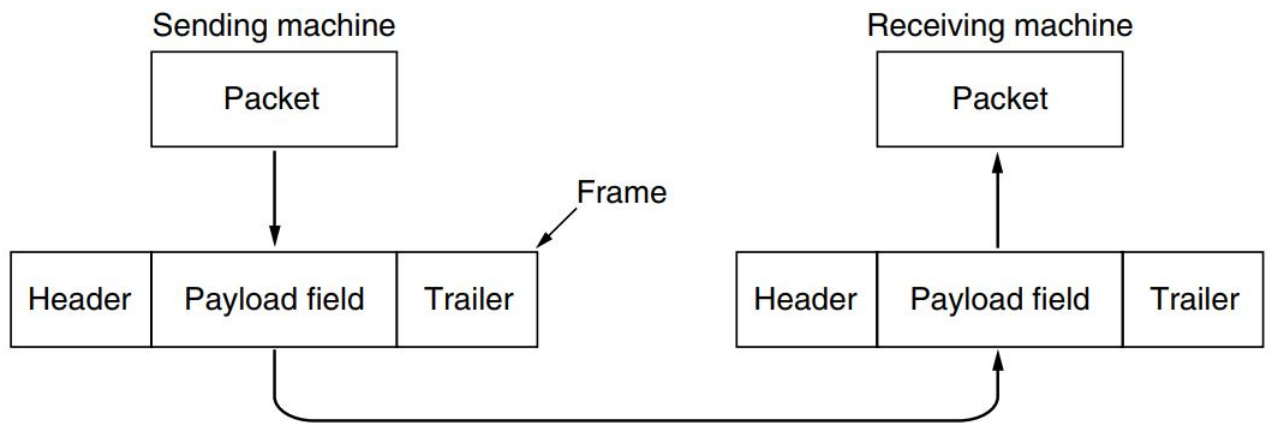 Sending machine
Receiving machine
Packet
Packet
Frame
Header
Payload field
Trailer
Header
Payload field
Trailer